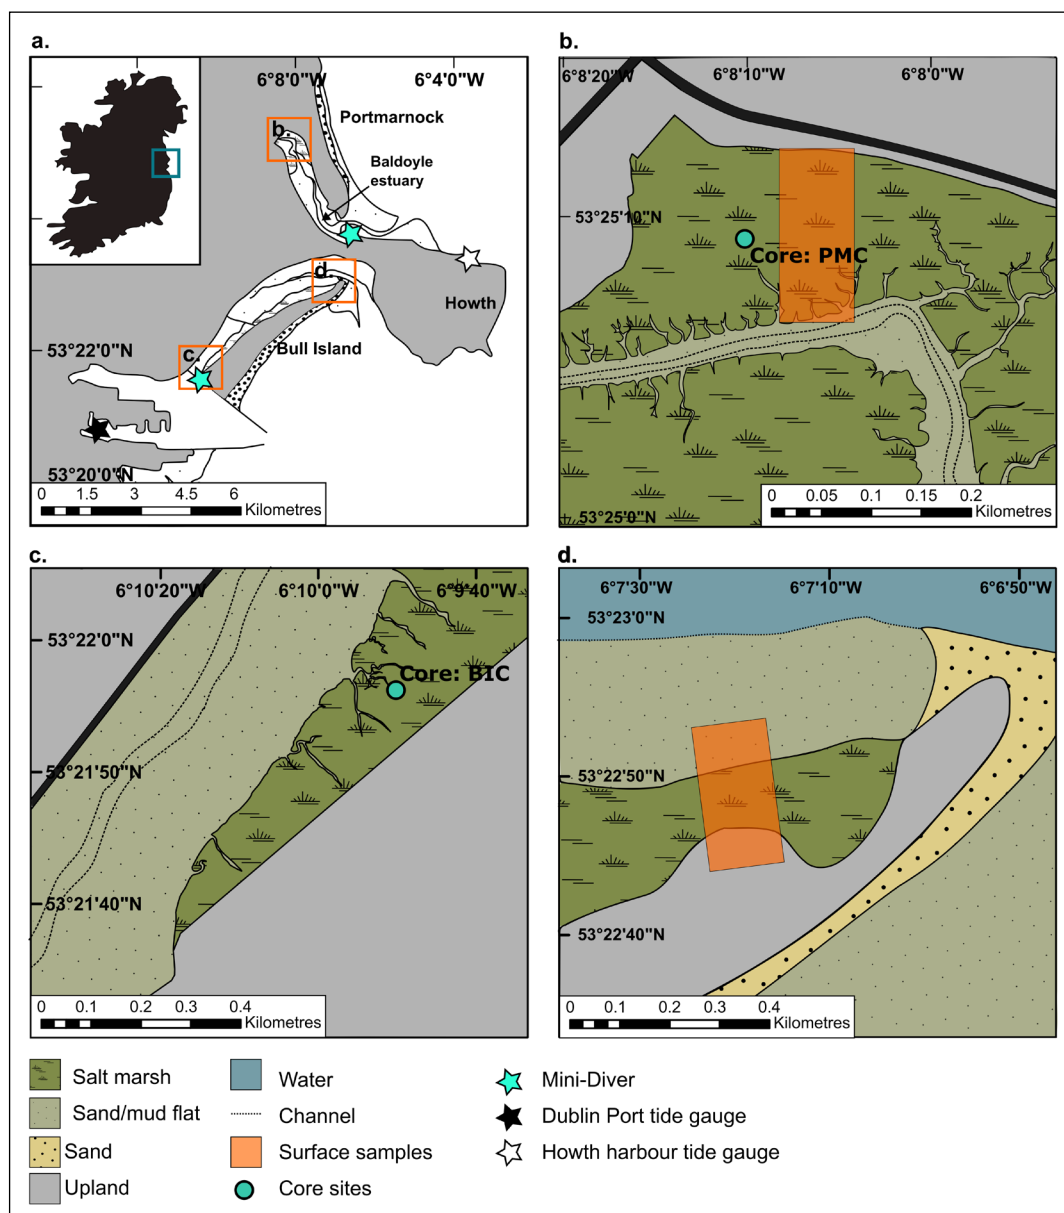 a.
6°8'0"W
6°4'0"W
Portmarnock
b
Baldoyle
estuary
d
Howth
Bull Island
53°22'0"N
c
53°20'0"N
0 1.5 3 4.5 6
Kilometres
b.
6°8'20"W
6°8'10"W
6°8'0"W
53°25'10"N
Core: PMC
0 0.05 0.1 0.15 0.2
Kilometres
53°25'0"N
c.
6°10'20"W
6°10'0"W
6°9'40"W
53°22'0"N
Core: BIC
53°21'50"N
53°21'40"N
0 0.1 0.2 0.3 0.4
Kilometres
d.
6°7'30"W
6°7'10"W
6°6'50"W
53°23'0"N
53°22'50"N
53°22'40"N
0 0.1 0.2 0.3 0.4
Kilometres
Salt marsh
Sand/mud flat
Sand
Upland
Water
Channel
Surface samples
Core sites
Mini-Diver
Dublin Port tide gauge
Howth harbour tide gauge